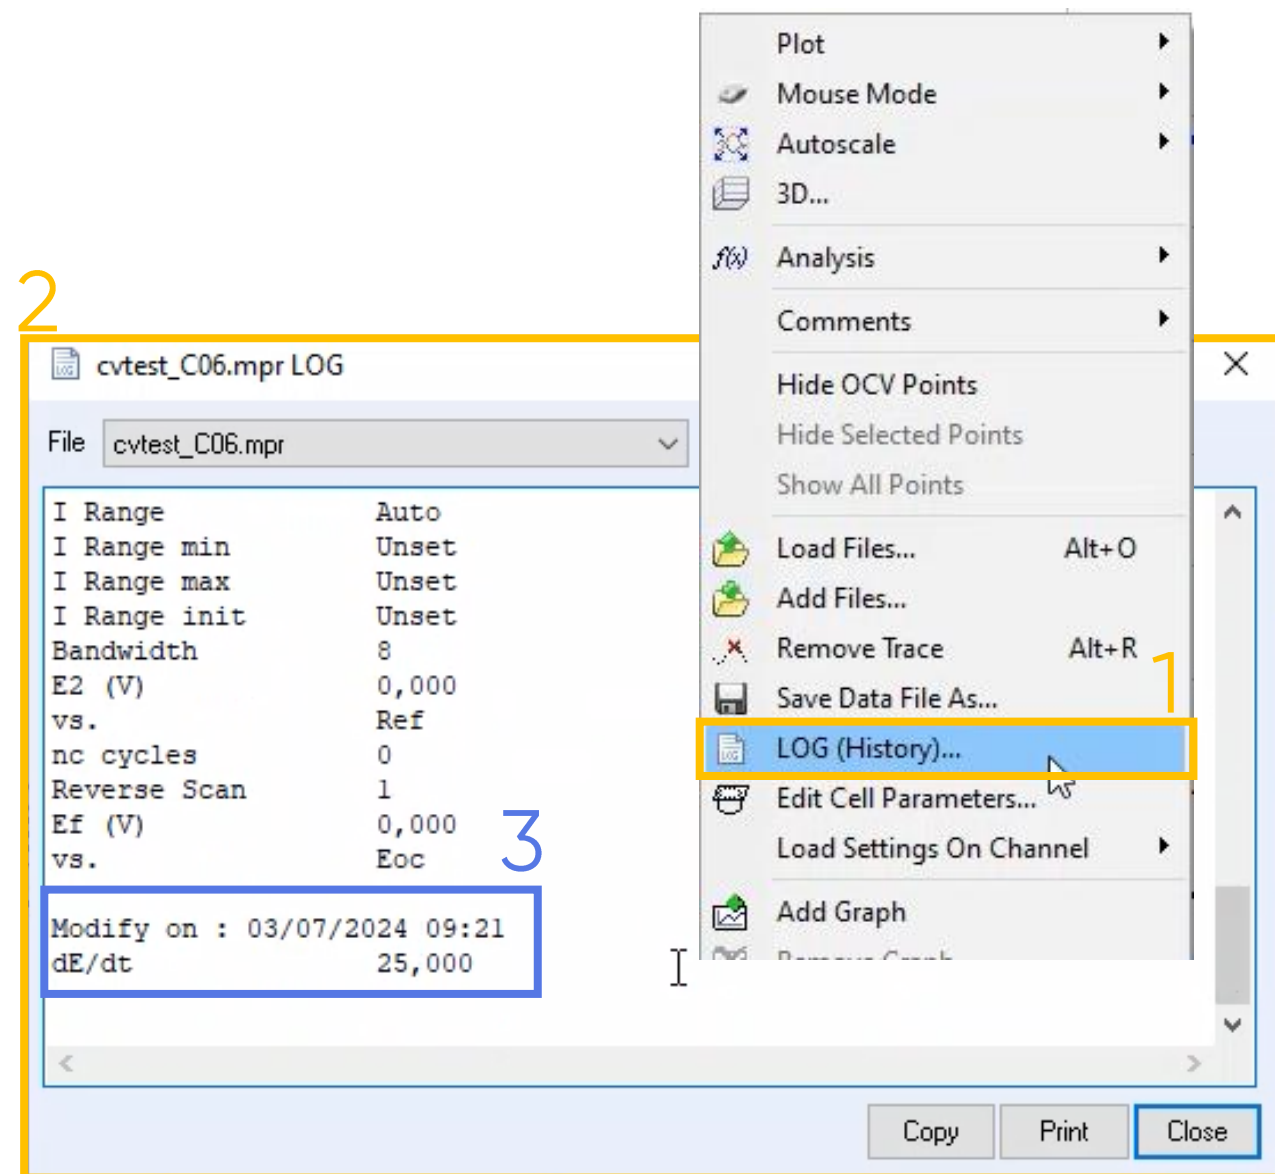 Plot
Mouse Mode
Autoscale
3D...
f(x) Analysis
Comments
Hide OCV Points
Hide Selected Points
Show All Points
Load Files... Alt+O
Add Files...
Remove Trace Alt+R
Save Data File As...
1
LOG (History)...
Edit Cell Parameters...
Load Settings On Channel
Add Graph
Remove Graph
2
cvtest_C06.mpr LOG
File cvtest_C06.mpr
I Range Auto
I Range min Unset
I Range max Unset
I Range init Unset
Bandwidth 8
E2 (V) 0,000
vs. Ref
nc cycles 0
Reverse Scan 1
Ef (V) 0,000
vs. Eoc
3
Modify on : 03/07/2024 09:21
dE/dt 25,000
Copy Print Close